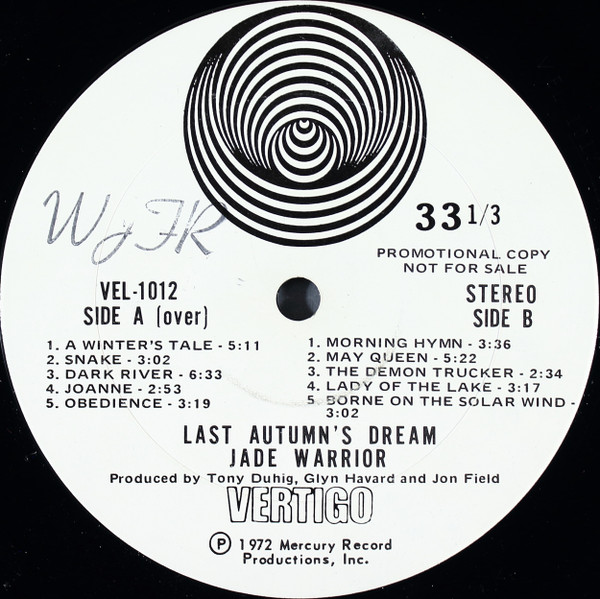 WJFR
33 1/3
PROMOTIONAL COPY
NOT FOR SALE
VEL-1012
SIDE A (over)
STEREO
SIDE B
1. A WINTER'S TALE - 5:11
2. SNAKE - 3:02
3. DARK RIVER - 6:33
4. JOANNE - 2:53
5. OBEDIENCE - 3:19
1. MORNING HYMN - 3:36
2. MAY QUEEN - 5:22
3. THE DEMON TRUCKER - 2:34
4. LADY OF THE LAKE - 3:17
5. BORNE ON THE SOLAR WIND -
3:02
LAST AUTUMN'S DREAM
JADE WARRIOR
Produced by Tony Duhig, Glyn Havard and Jon Field
VERTIGO
Ⓟ 1972 Mercury Record
Productions, Inc.